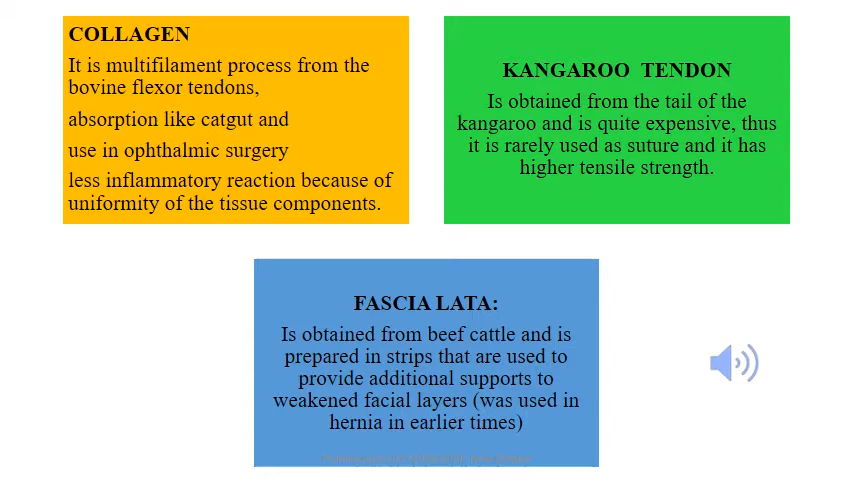 COLLAGEN
It is multifilament process from the
bovine flexor tendons,
absorption like catgut and
use in ophthalmic surgery
less inflammatory reaction because of
uniformity of the tissue components.
KANGAROO TENDON
Is obtained from the tail of the
kangaroo and is quite expensive, thus
it is rarely used as suture and it has
higher tensile strength.
FASCIA LATA:
Is obtained from beef cattle and is
prepared in strips that are used to
provide additional supports to
weakened facial layers (was used in
hernia in earlier times)